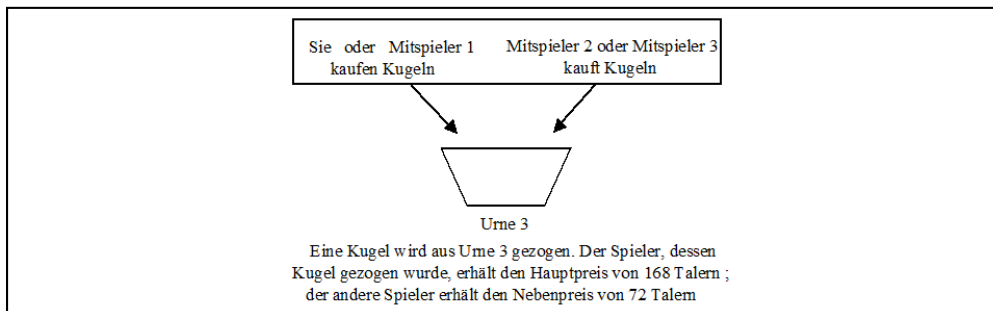 Sie oder Mitspieler 1
kaufen Kugeln
Mitspieler 2 oder Mitspieler 3
kauft Kugeln
Urne 3
Eine Kugel wird aus Urne 3 gezogen. Der Spieler, dessen
Kugel gezogen wurde, erhält den Hauptpreis von 168 Talern ;
der andere Spieler erhält den Nebenpreis von 72 Talern